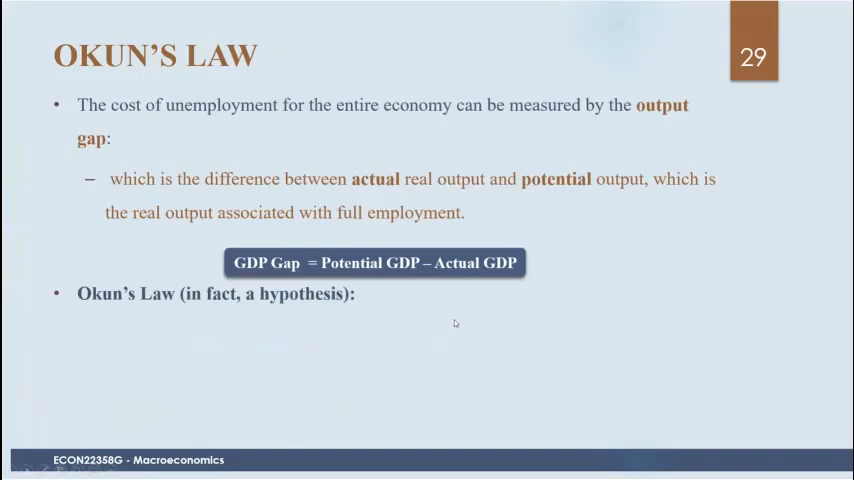 OKUN’S LAW
29
• The cost of unemployment for the entire economy can be measured by the output
gap:
– which is the difference between actual real output and potential output, which is
the real output associated with full employment.
GDP Gap = Potential GDP – Actual GDP
• Okun’s Law (in fact, a hypothesis):
ECON22358G - Macroeconomics